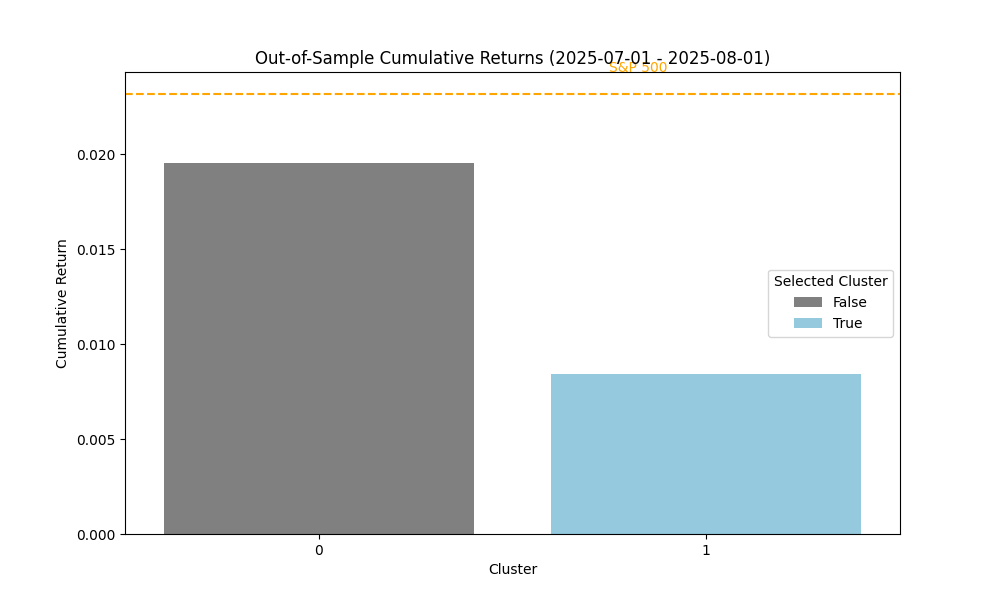 Out-of-Sample Cumulative Returns (2025-07-01 - 2025-08-01)
S&P 500
Cumulative Return
0.020
0.015
0.010
0.005
0.000
Selected Cluster
False
True
0
1
Cluster